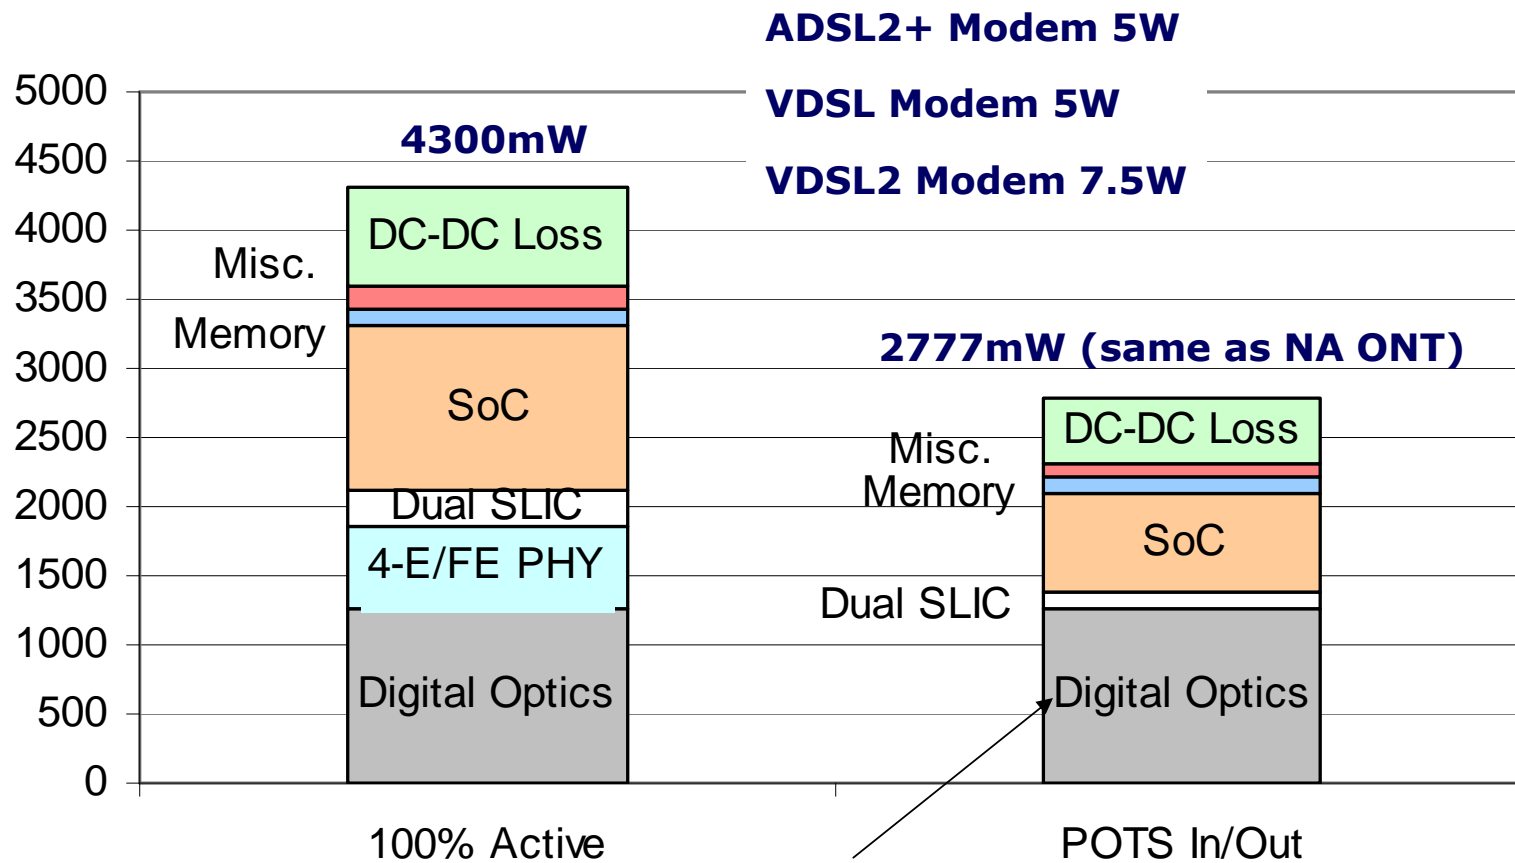 ADSL2+ Modem 5W
VDSL Modem 5W
VDSL2 Modem 7.5W
5000
4500
4000
3500
3000
2500
2000
1500
1000
500
0
4300mW
DC-DC Loss
Misc.
Memory
SoC
Dual SLIC
4-E/FE PHY
Digital Optics
100% Active
2777mW (same as NA ONT)
DC-DC Loss
Misc.
Memory
SoC
Dual SLIC
Digital Optics
POTS In/Out